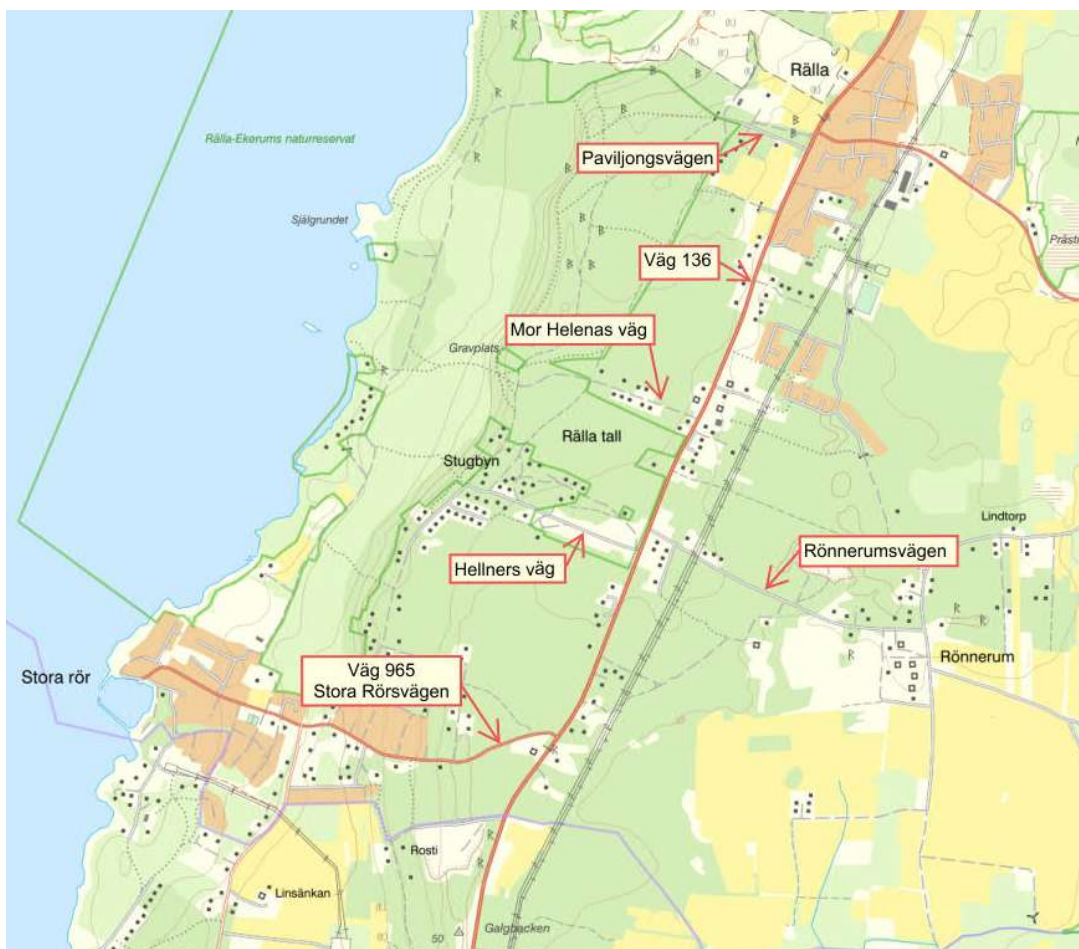 Rälla
Rälla-Ekerums naturreservat
Paviljongsvägen
Själgrundet
Väg 136
Mor Helenas väg
Gravplats
Rälla tall
Stugbyn
Lindtorp
Rönnerumsvägen
Hellners väg
Rönnerum
Väg 965
Stora Rörsvägen
Stora rör
Rosti
Linsänkan
50
Galgbacken